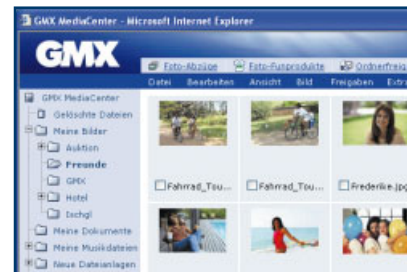 GMX MediaCenter - Microsoft Internet Explorer
GMX
Foto-Abzüge Foto-Funprodukte Ordnerfreig
Datei Bearbeiten Ansicht Bild Freigaben Extra
GMX MediaCenter
Gelöschte Dateien
Meine Bilder
Auktion
Freunde
GMX
Hotel
Ischgl
Meine Dokumente
Meine Musikdateien
Neue Dateianlagen
Fahrrad_Tou... Fahrrad_Tou... Frederike.jpg